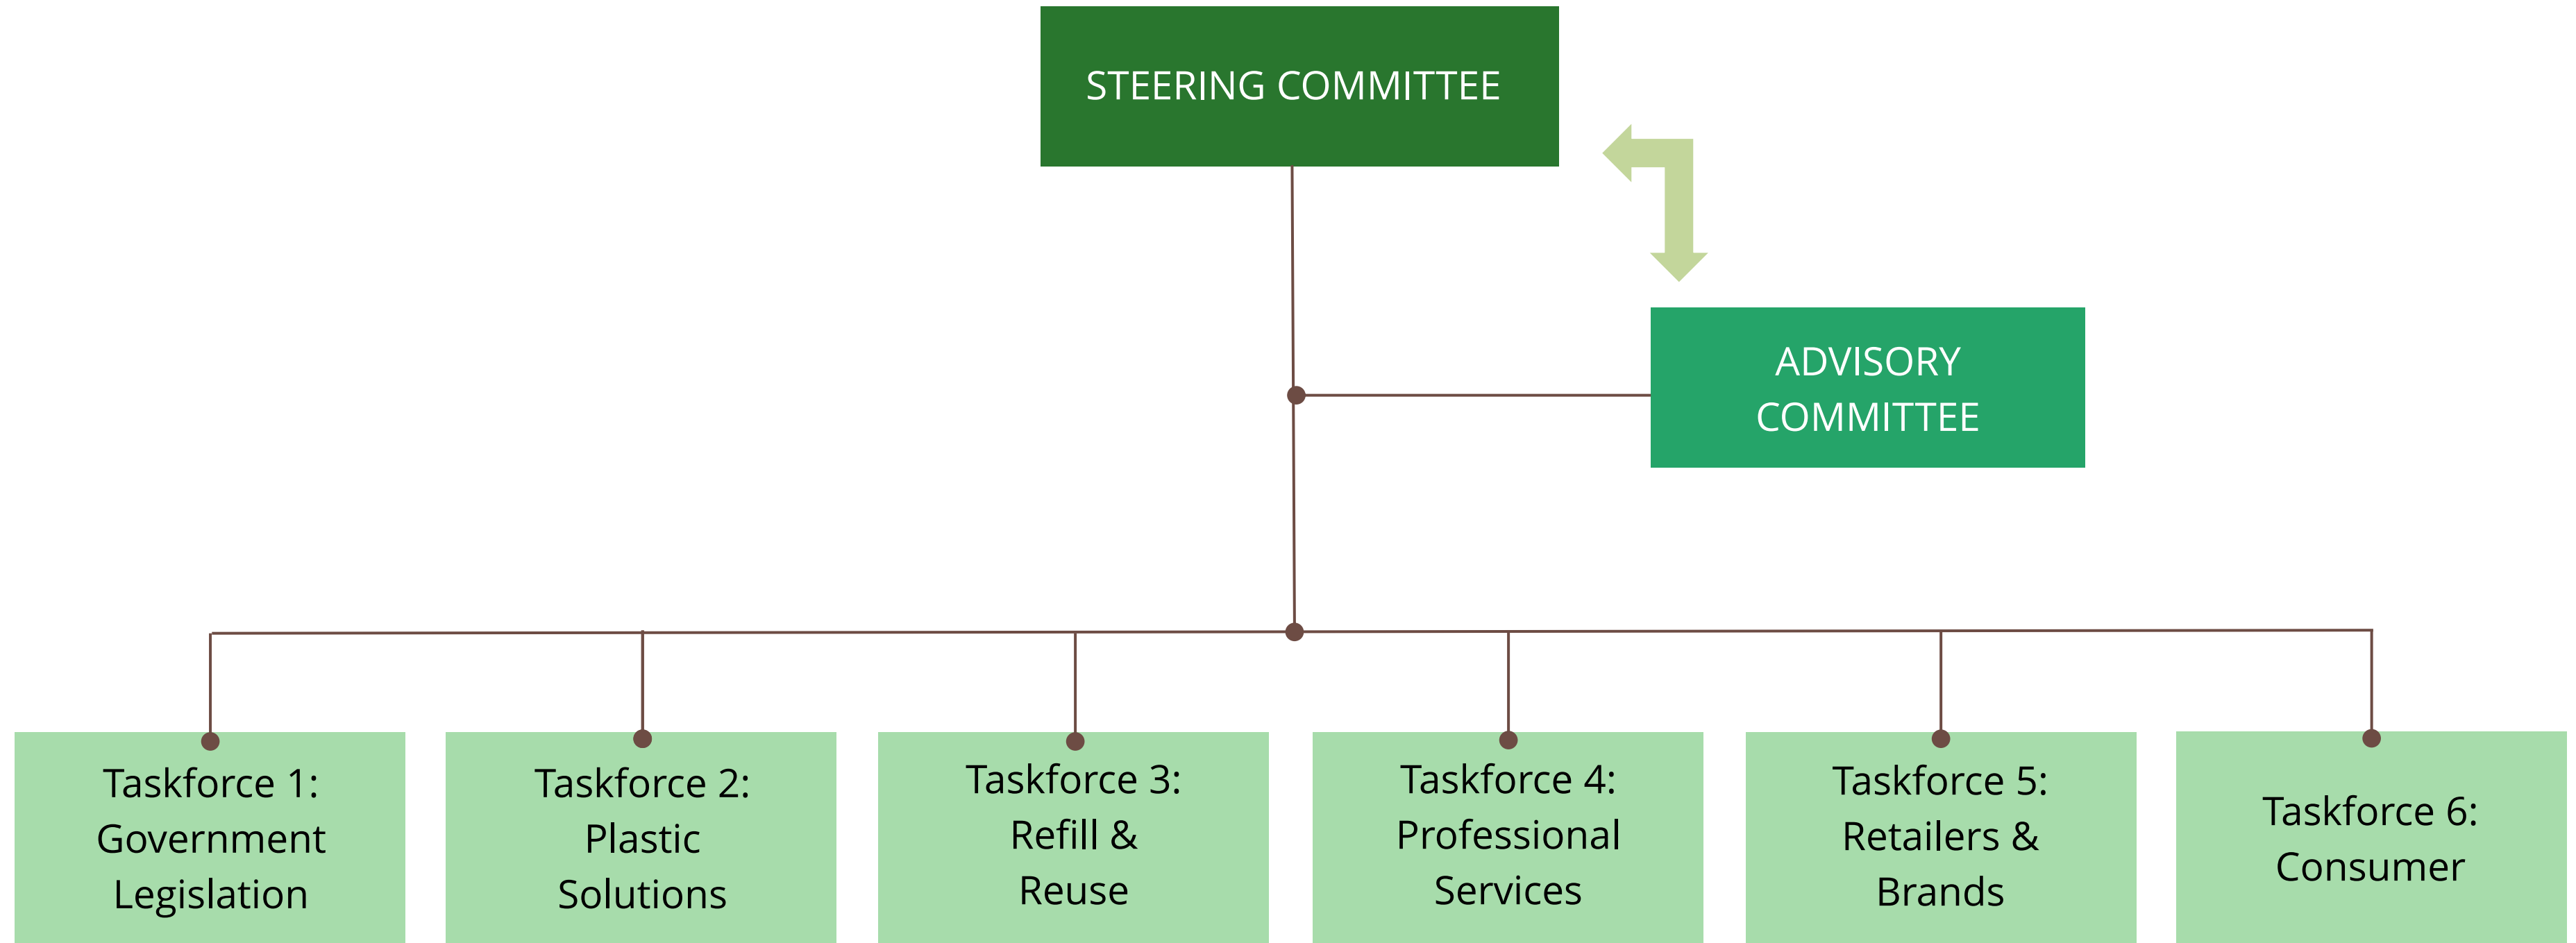 STEERING COMMITTEE
ADVISORY
COMMITTEE
Taskforce 1:
Government
Legislation
Taskforce 2:
Plastic
Solutions
Taskforce 3:
Refill &
Reuse
Taskforce 4:
Professional
Services
Taskforce 5:
Retailers &
Brands
Taskforce 6:
Consumer